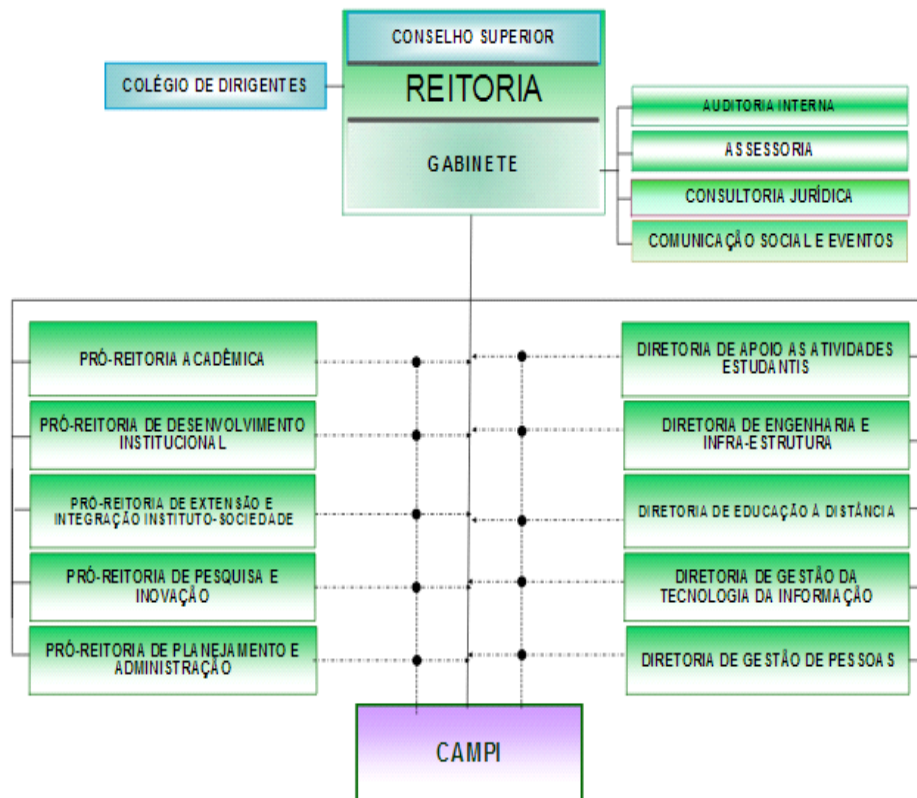 CONSELHO SUPERIOR
COLÉGIO DE DIRIGENTES
REITORIA
GABINETE
AUDITORIA INTERNA
ASSESSORIA
CONSULTORIA JURÍDICA
COMUNICAÇÃO SOCIAL E EVENTOS
PRÓ-REITORIA ACADÊMICA
PRÓ-REITORIA DE DESENVOLVIMENTO
INSTITUCIONAL
PRÓ-REITORIA DE EXTENSÃO E
INTEGRAÇÃO INSTITUTO-SOCIEDADE
PRÓ-REITORIA DE PESQUISA E
INOVAÇÃO
PRÓ-REITORIA DE PLANEJAMENTO E
ADMINISTRAÇÃO
DIRETORIA DE APOIO AS ATIVIDADES
ESTUDANTIS
DIRETORIA DE ENGENHARIA E
INFRA-ESTRUTURA
DIRETORIA DE EDUCAÇÃO À DISTÂNCIA
DIRETORIA DE GESTÃO DA
TECNOLOGIA DA INFORMAÇÃO
DIRETORIA DE GESTÃO DE PESSOAS
CAMPI